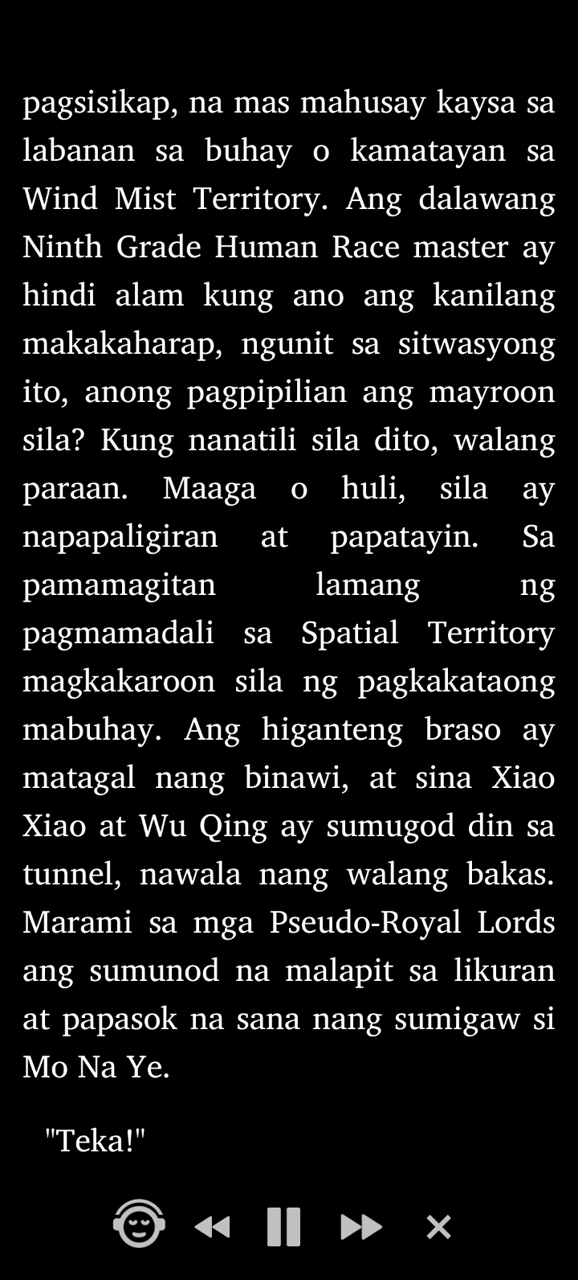 pagsisikap, na mas mahusay kaysa sa
labanan sa buhay o kamatayan sa
Wind Mist Territory. Ang dalawang
Ninth Grade Human Race master ay
hindi alam kung ano ang kanilang
makakaharap, ngunit sa sitwasyong
ito, anong pagpipilian ang mayroon
sila? Kung nanatili sila dito, walang
paraan. Maaga o huli, sila ay
napapaligiran at papatayin. Sa
pamamagitan lamang ng
pagmamadali sa Spatial Territory
magkakaroon sila ng pagkakataong
mabuhay. Ang higanteng braso ay
matagal nang binawi, at sina Xiao
Xiao at Wu Qing ay sumugod din sa
tunnel, nawala nang walang bakas.
Marami sa mga Pseudo-Royal Lords
ang sumunod na malapit sa likuran
at papasok na sana nang sumigaw si
Mo Na Ye.
"Teka!"